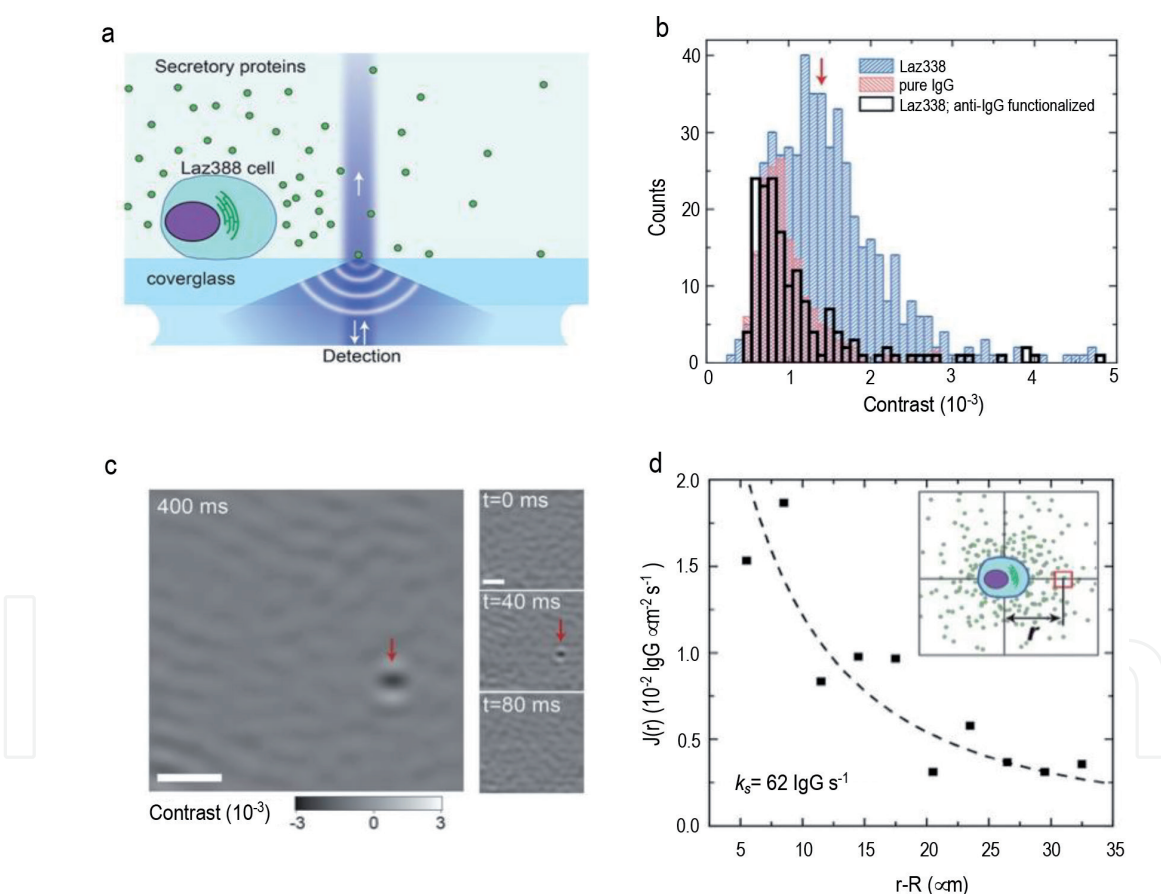 a
Secretory proteins
Laz388 cell
coverglass
Detection
b
Laz338
pure IgG
Laz338; anti-IgG functionalized
40
30
20
10
0
Counts
0 1 2 3 4 5
Contrast (10-3)
c
400 ms
t=0 ms
t=40 ms
t=80 ms
Contrast (10-3)
-3 0 3
d
2.0
1.5
1.0
0.5
0.0
J(r) (10-2 IgG ∝m-2 s-1 )
r
ks= 62 IgG s-1
5 10 15 20 25 30 35
r-R (∝m)